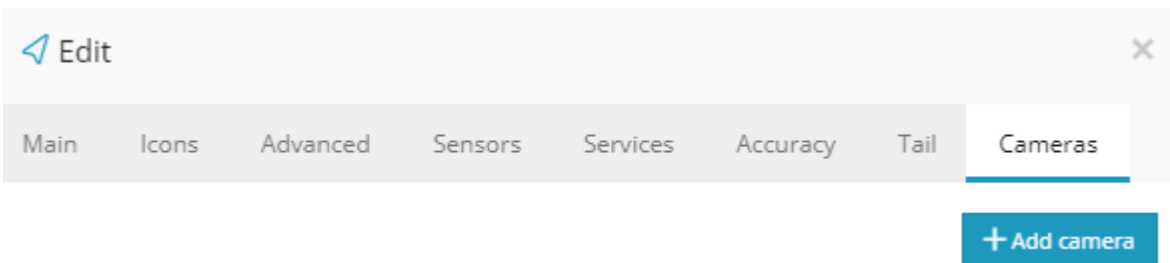 Edit
Main Icons Advanced Sensors Services Accuracy Tail Cameras
+ Add camera